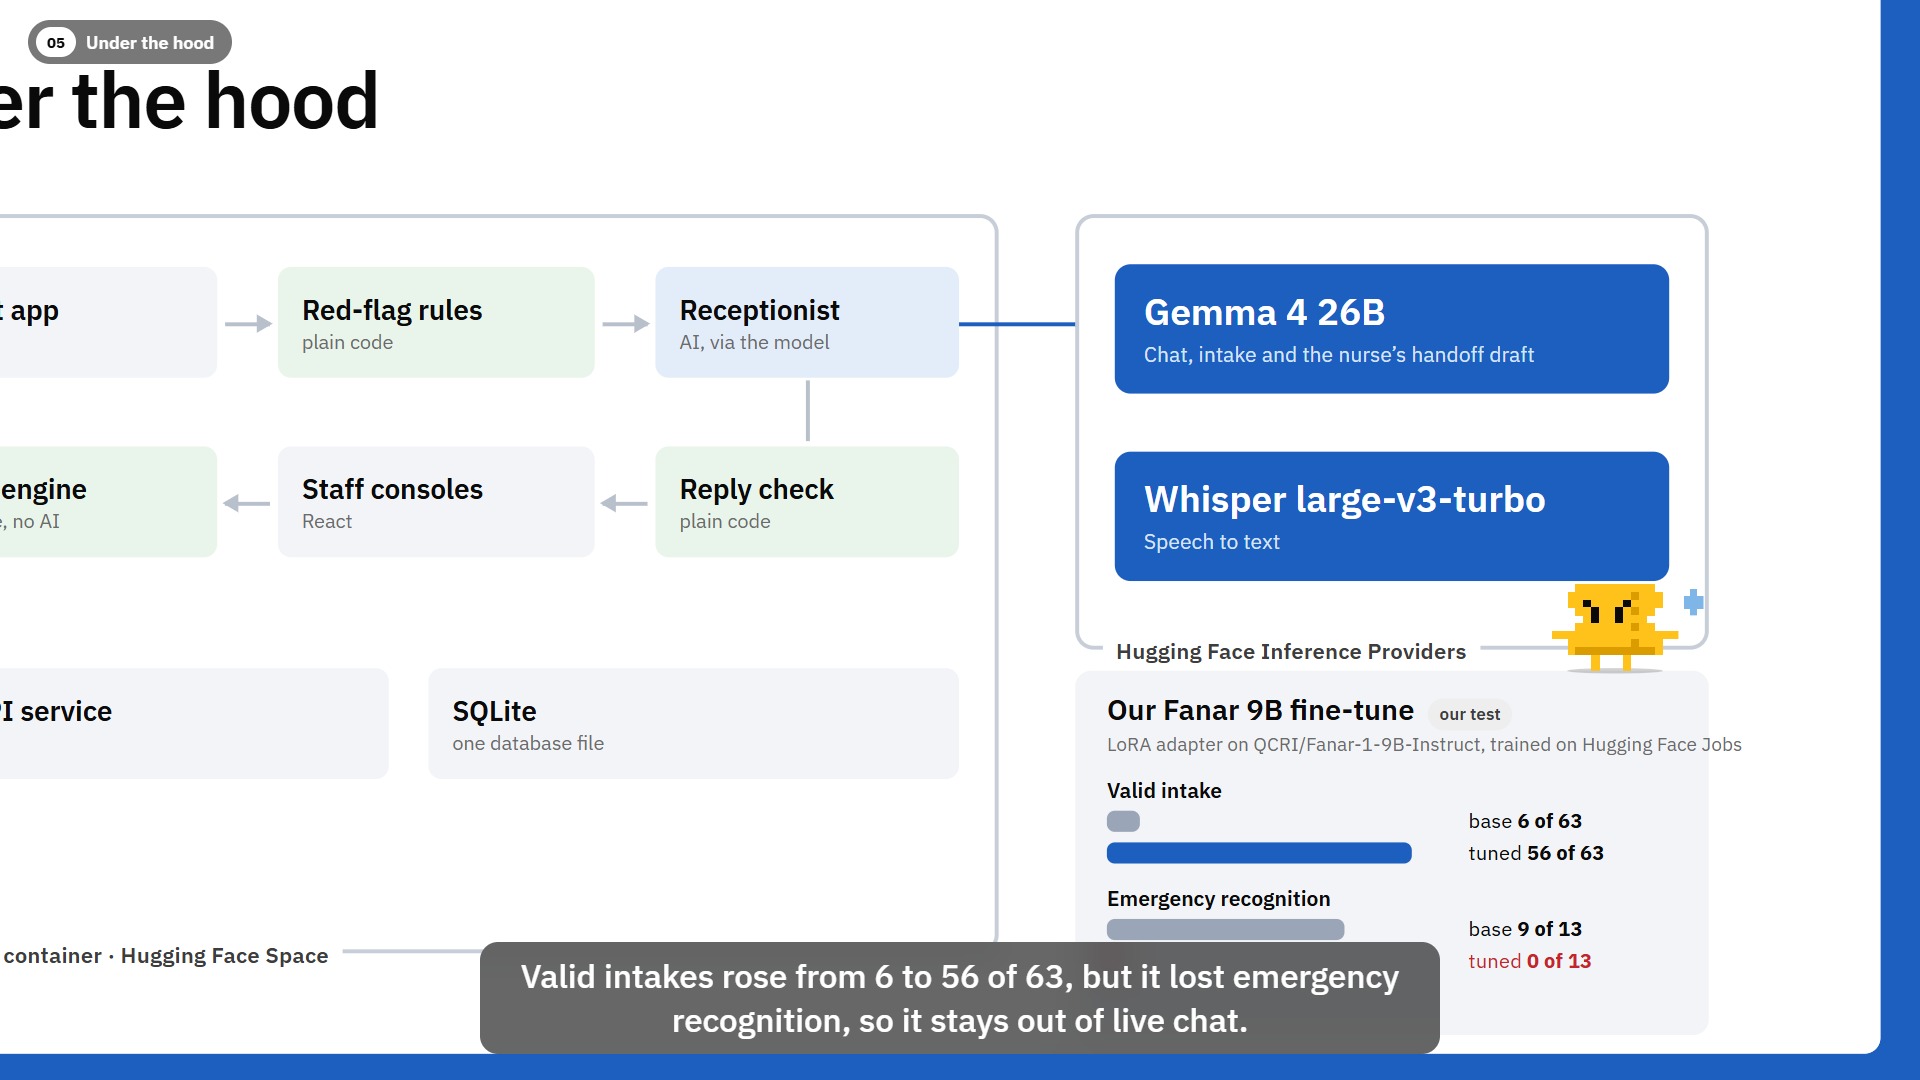 05 Under the hood
er the hood
t app
Red-flag rules
plain code
Receptionist
AI, via the model
engine
e, no AI
Staff consoles
React
Reply check
plain code
PI service
SQLite
one database file
container · Hugging Face Space
Gemma 4 26B
Chat, intake and the nurse’s handoff draft
Whisper large-v3-turbo
Speech to text
Hugging Face Inference Providers
Our Fanar 9B fine-tune our test
LoRA adapter on QCRI/Fanar-1-9B-Instruct, trained on Hugging Face Jobs
Valid intake
base 6 of 63
tuned 56 of 63
Emergency recognition
base 9 of 13
tuned 0 of 13
Valid intakes rose from 6 to 56 of 63, but it lost emergency
recognition, so it stays out of live chat.